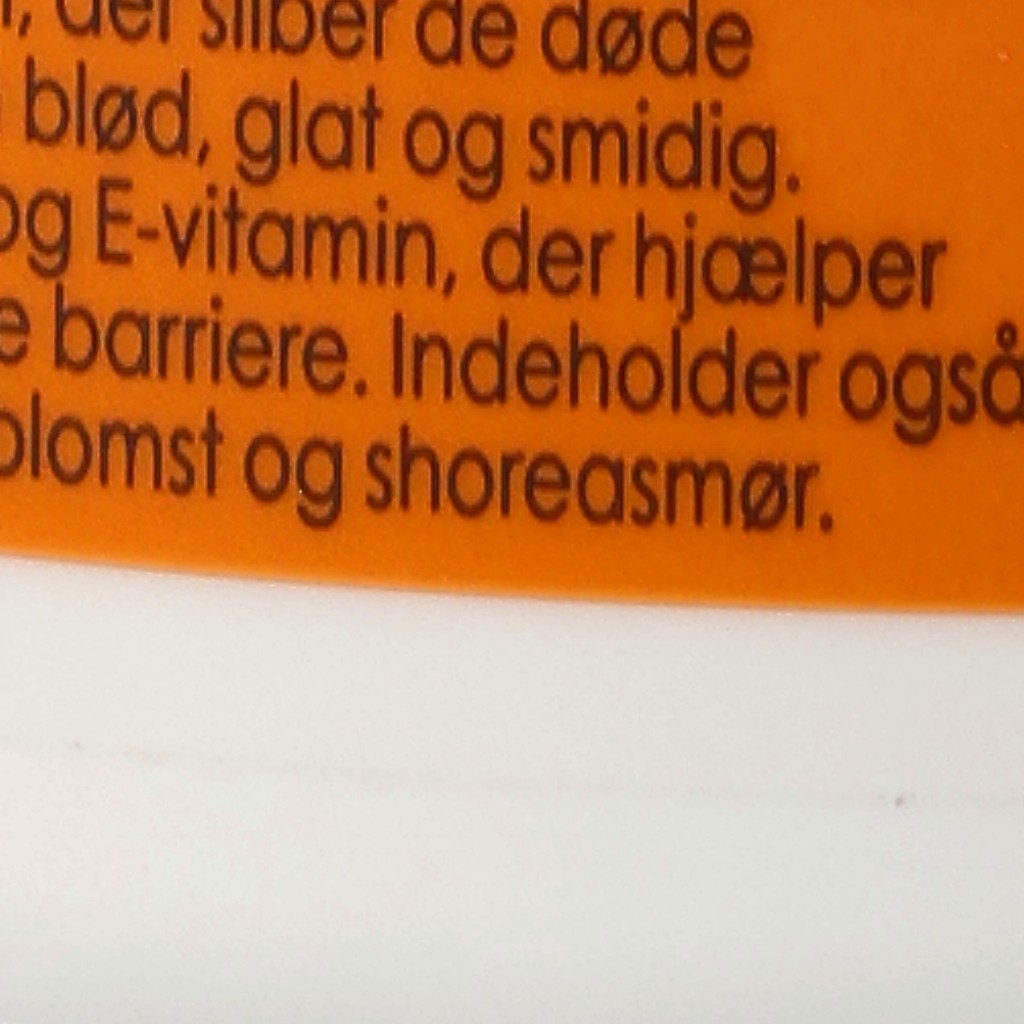 der sliber de døde
blød, glat og smidig.
og E-vitamin, der hjælper
barriere. Indeholder også
blomst og shoreasmør.